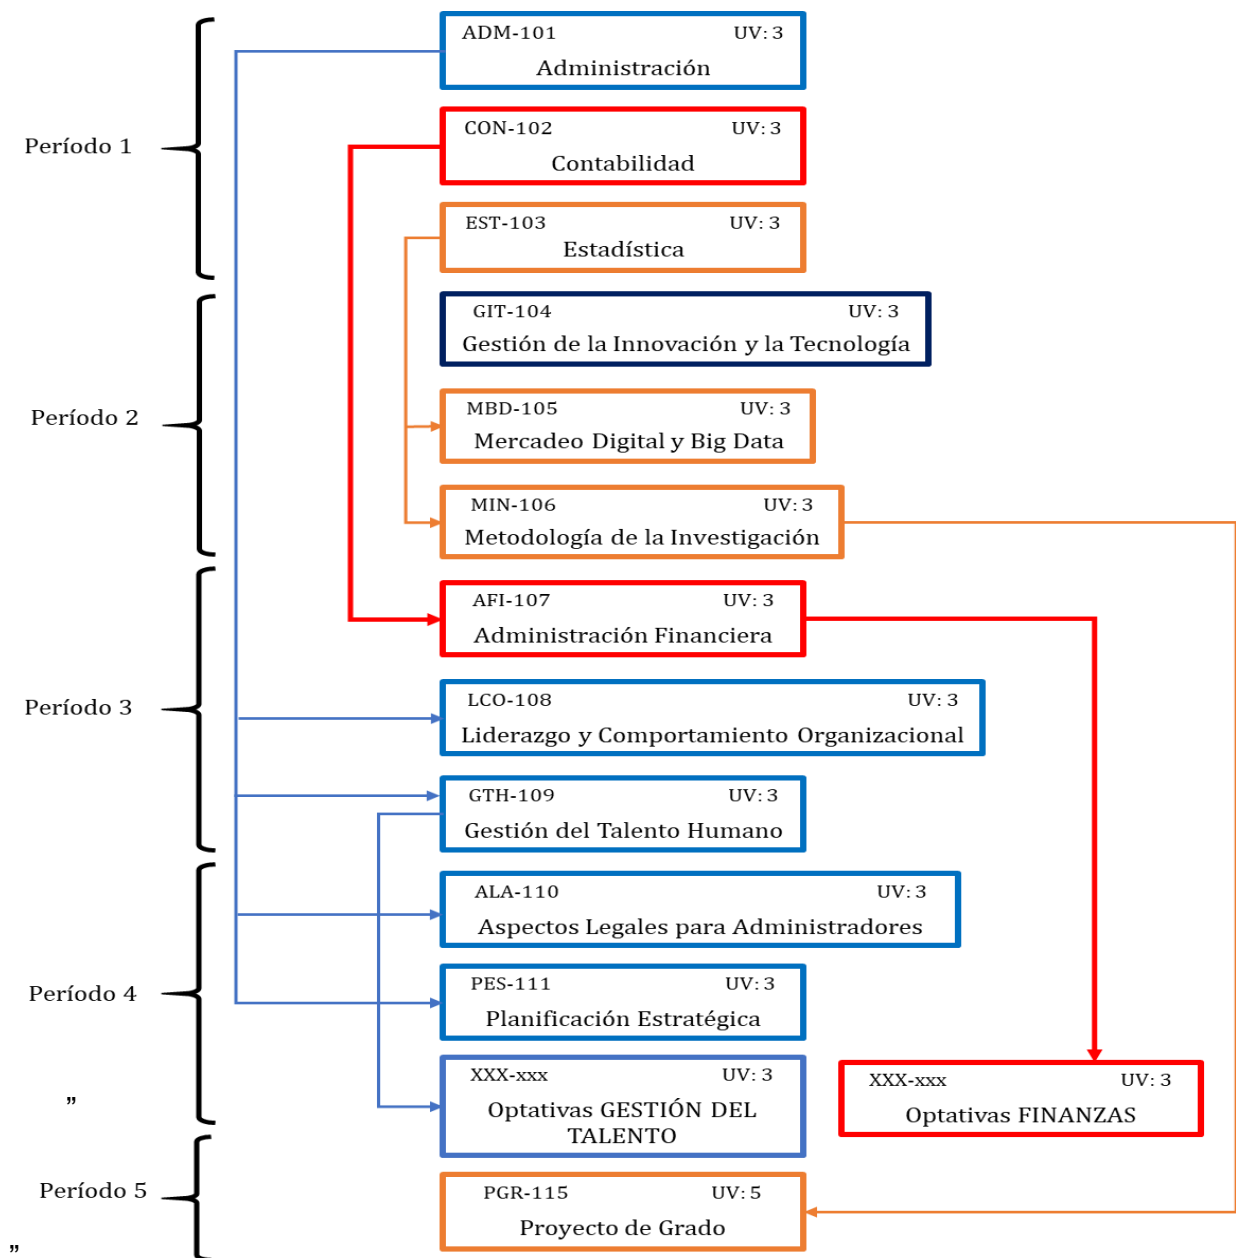 ADM-101 UV: 3
Administración
Período 1
CON-102 UV: 3
Contabilidad
EST-103 UV: 3
Estadística
GIT-104 UV: 3
Gestión de la Innovación y la Tecnología
Período 2
MBD-105 UV: 3
Mercadeo Digital y Big Data
MIN-106 UV: 3
Metodología de la Investigación
AFI-107 UV: 3
Administración Financiera
Período 3
LCO-108 UV: 3
Liderazgo y Comportamiento Organizacional
GTH-109 UV: 3
Gestión del Talento Humano
ALA-110 UV: 3
Aspectos Legales para Administradores
Período 4
PES-111 UV: 3
Planificación Estratégica
XXX-xxx UV: 3
Optativas GESTIÓN DEL
TALENTO
XXX-xxx UV: 3
Optativas FINANZAS
”
Período 5
PGR-115 UV: 5
Proyecto de Grado
”